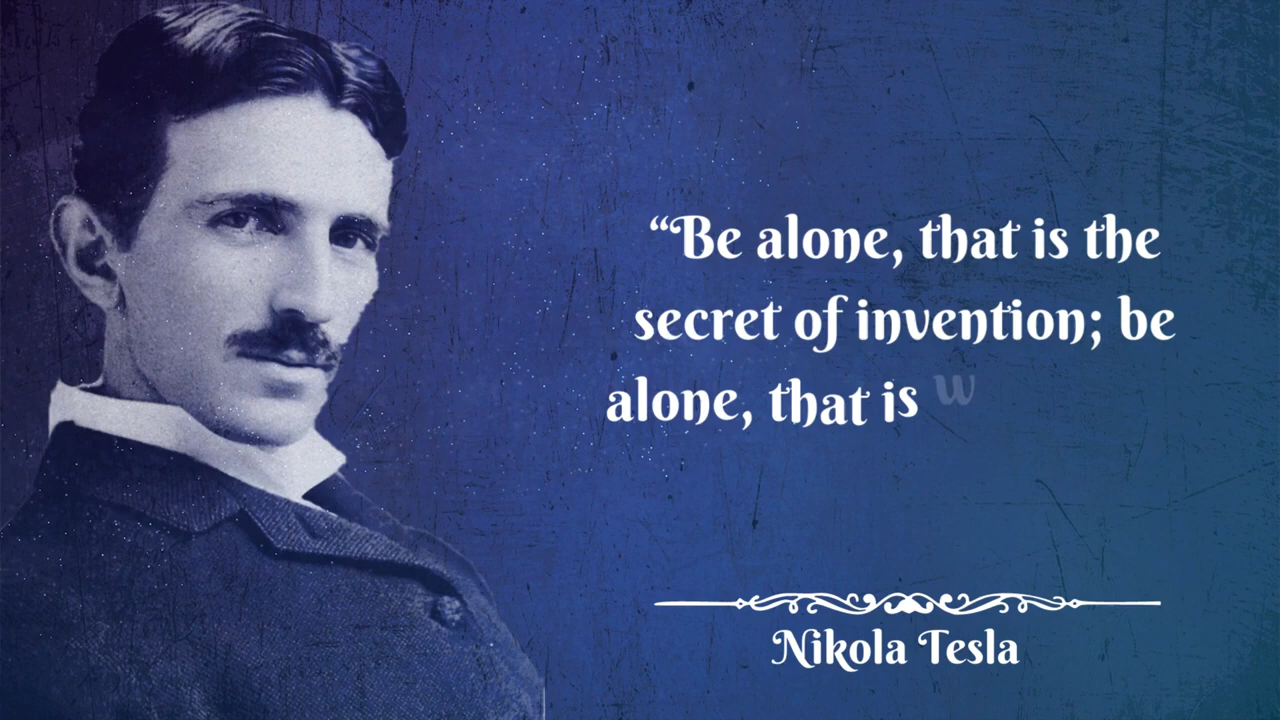 “Be alone, that is the
secret of invention; be
alone, that is w
Nikola Tesla